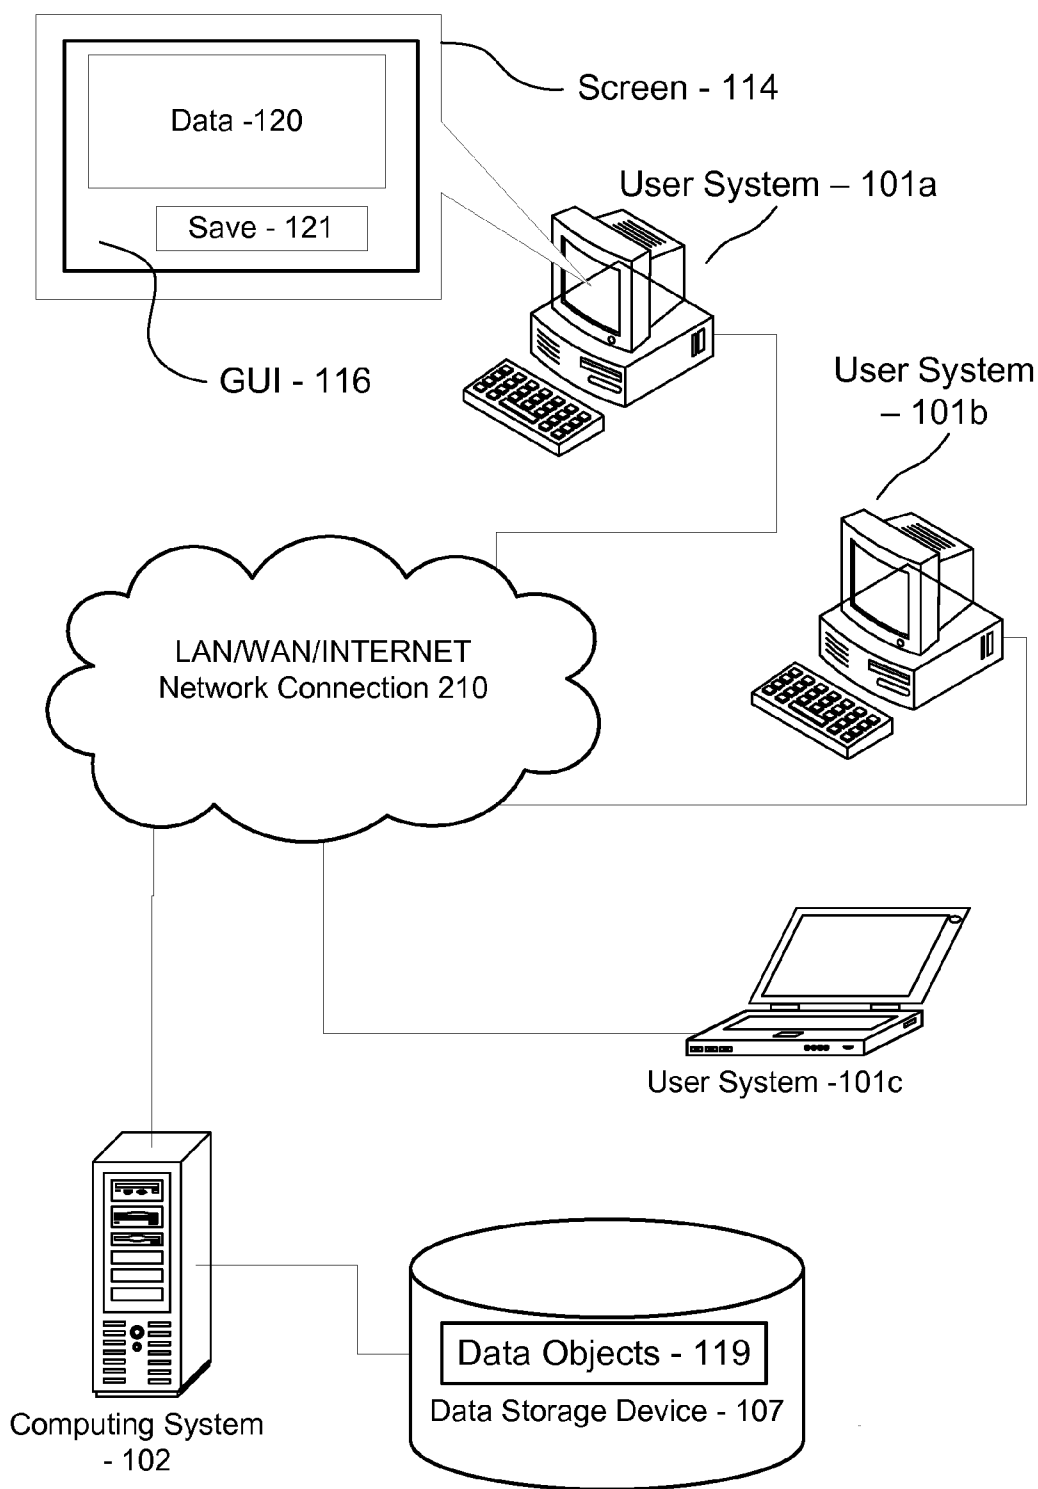 Screen - 114
Data -120
User System – 101a
Save - 121
GUI - 116
User System
– 101b
LAN/WAN/INTERNET
Network Connection 210
User System -101c
Data Objects - 119
Data Storage Device - 107
Computing System
- 102